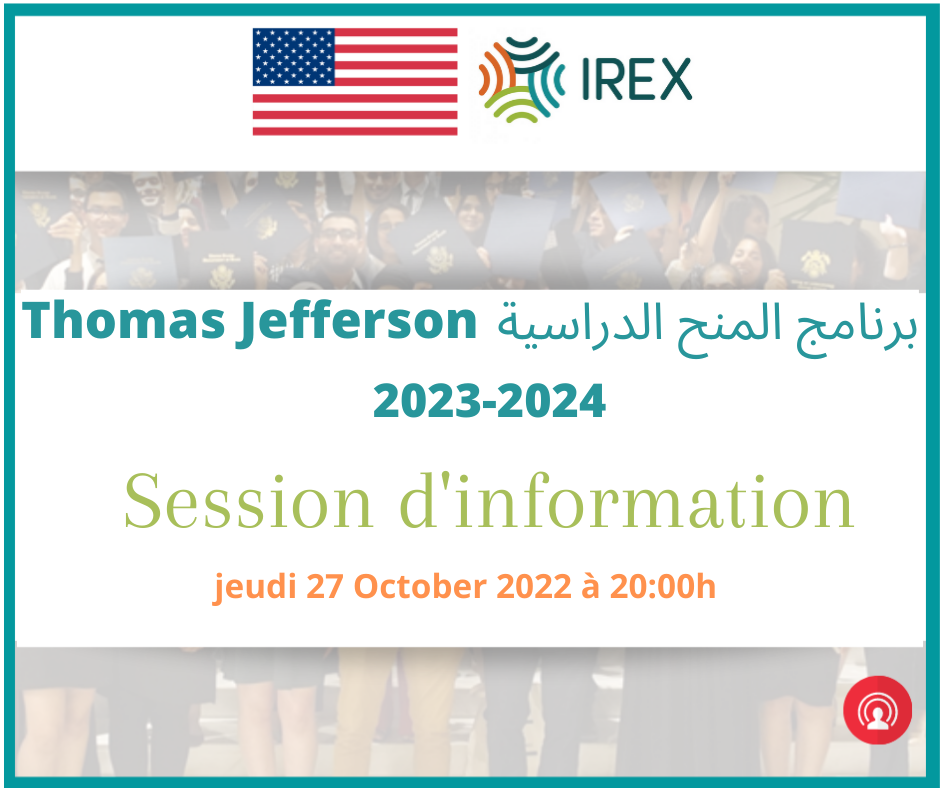 IREX
برنامج المنح الدراسية Thomas Jefferson
2023-2024
Session d'information
jeudi 27 October 2022 à 20:00h